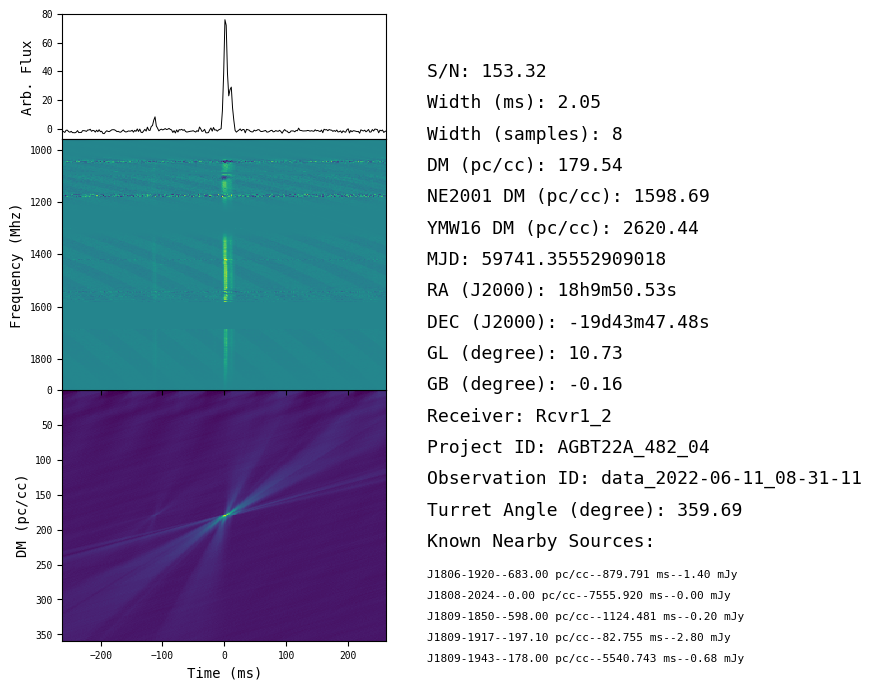 80
60
40
20
0
Arb. Flux
1000
1200
1400
1600
1800
Frequency (Mhz)
0
50
100
150
200
250
300
350
DM (pc/cc)
−200
−100
0
100
200
Time (ms)
S/N: 153.32
Width (ms): 2.05
Width (samples): 8
DM (pc/cc): 179.54
NE2001 DM (pc/cc): 1598.69
YMW16 DM (pc/cc): 2620.44
MJD: 59741.35552909018
RA (J2000): 18h9m50.53s
DEC (J2000): -19d43m47.48s
GL (degree): 10.73
GB (degree): -0.16
Receiver: Rcvr1_2
Project ID: AGBT22A_482_04
Observation ID: data_2022-06-11_08-31-11
Turret Angle (degree): 359.69
Known Nearby Sources:
J1806-1920--683.00 pc/cc--879.791 ms--1.40 mJy
J1808-2024--0.00 pc/cc--7555.920 ms--0.00 mJy
J1809-1850--598.00 pc/cc--1124.481 ms--0.20 mJy
J1809-1917--197.10 pc/cc--82.755 ms--2.80 mJy
J1809-1943--178.00 pc/cc--5540.743 ms--0.68 mJy